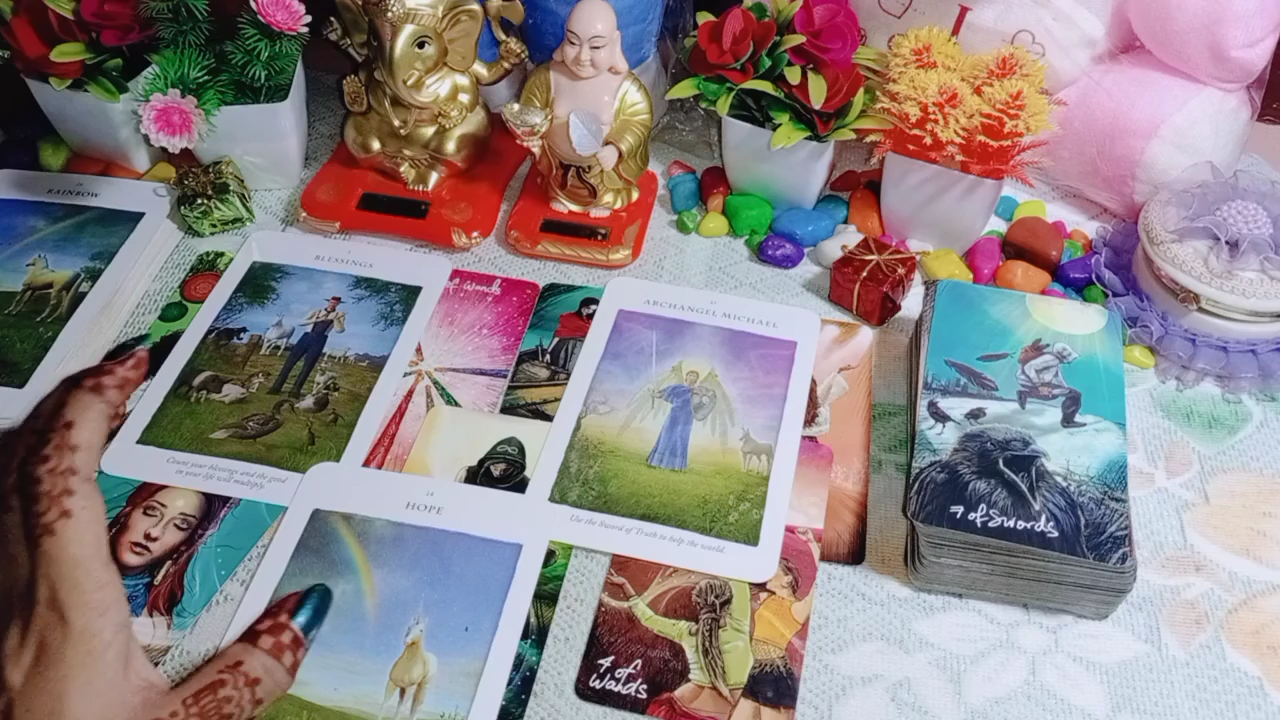 RAINBOW
BLESSINGS
Count your blessings and the good
in your life will multiply.
of Wands
ARCHANGEL MICHAEL
Use the Sword of Truth to help the world.
14
HOPE
7 of Swords
4 of
Wands